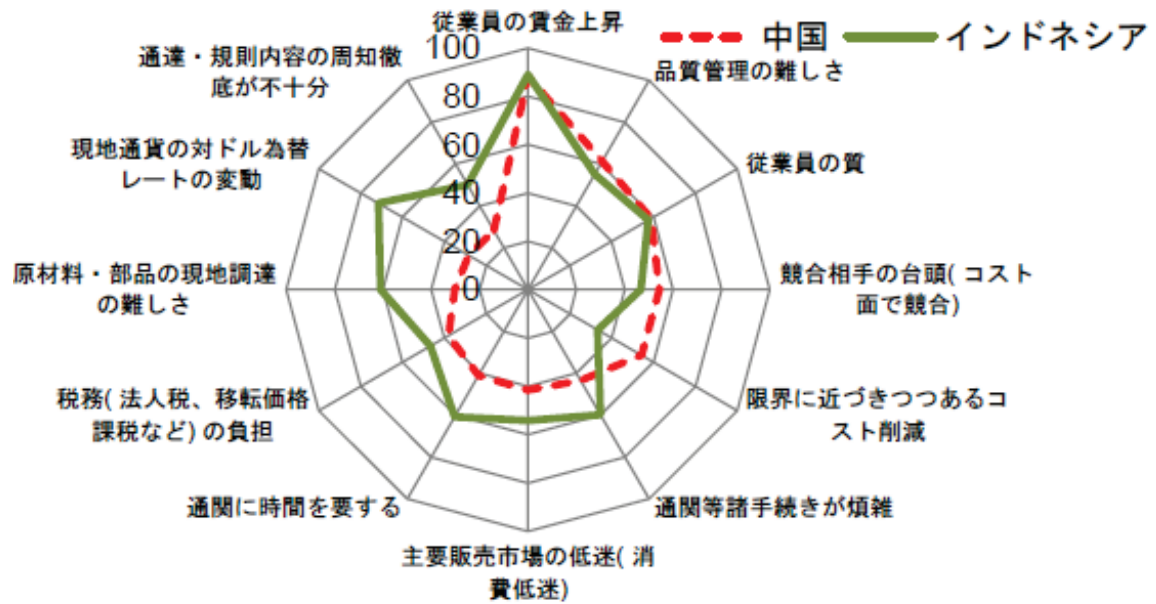 従業員の賃金上昇
中国
インドネシア
品質管理の難しさ
従業員の質
競合相手の台頭( コスト
面で競合)
限界に近づきつつあるコ
スト削減
通関等諸手続きが煩雑
主要販売市場の低迷( 消
費低迷)
通関に時間を要する
税務( 法人税、移転価格
課税など) の負担
原材料・部品の現地調達
の難しさ
現地通貨の対ドル為替
レートの変動
通達・規則内容の周知徹
底が不十分
100
80
60
40
20
0